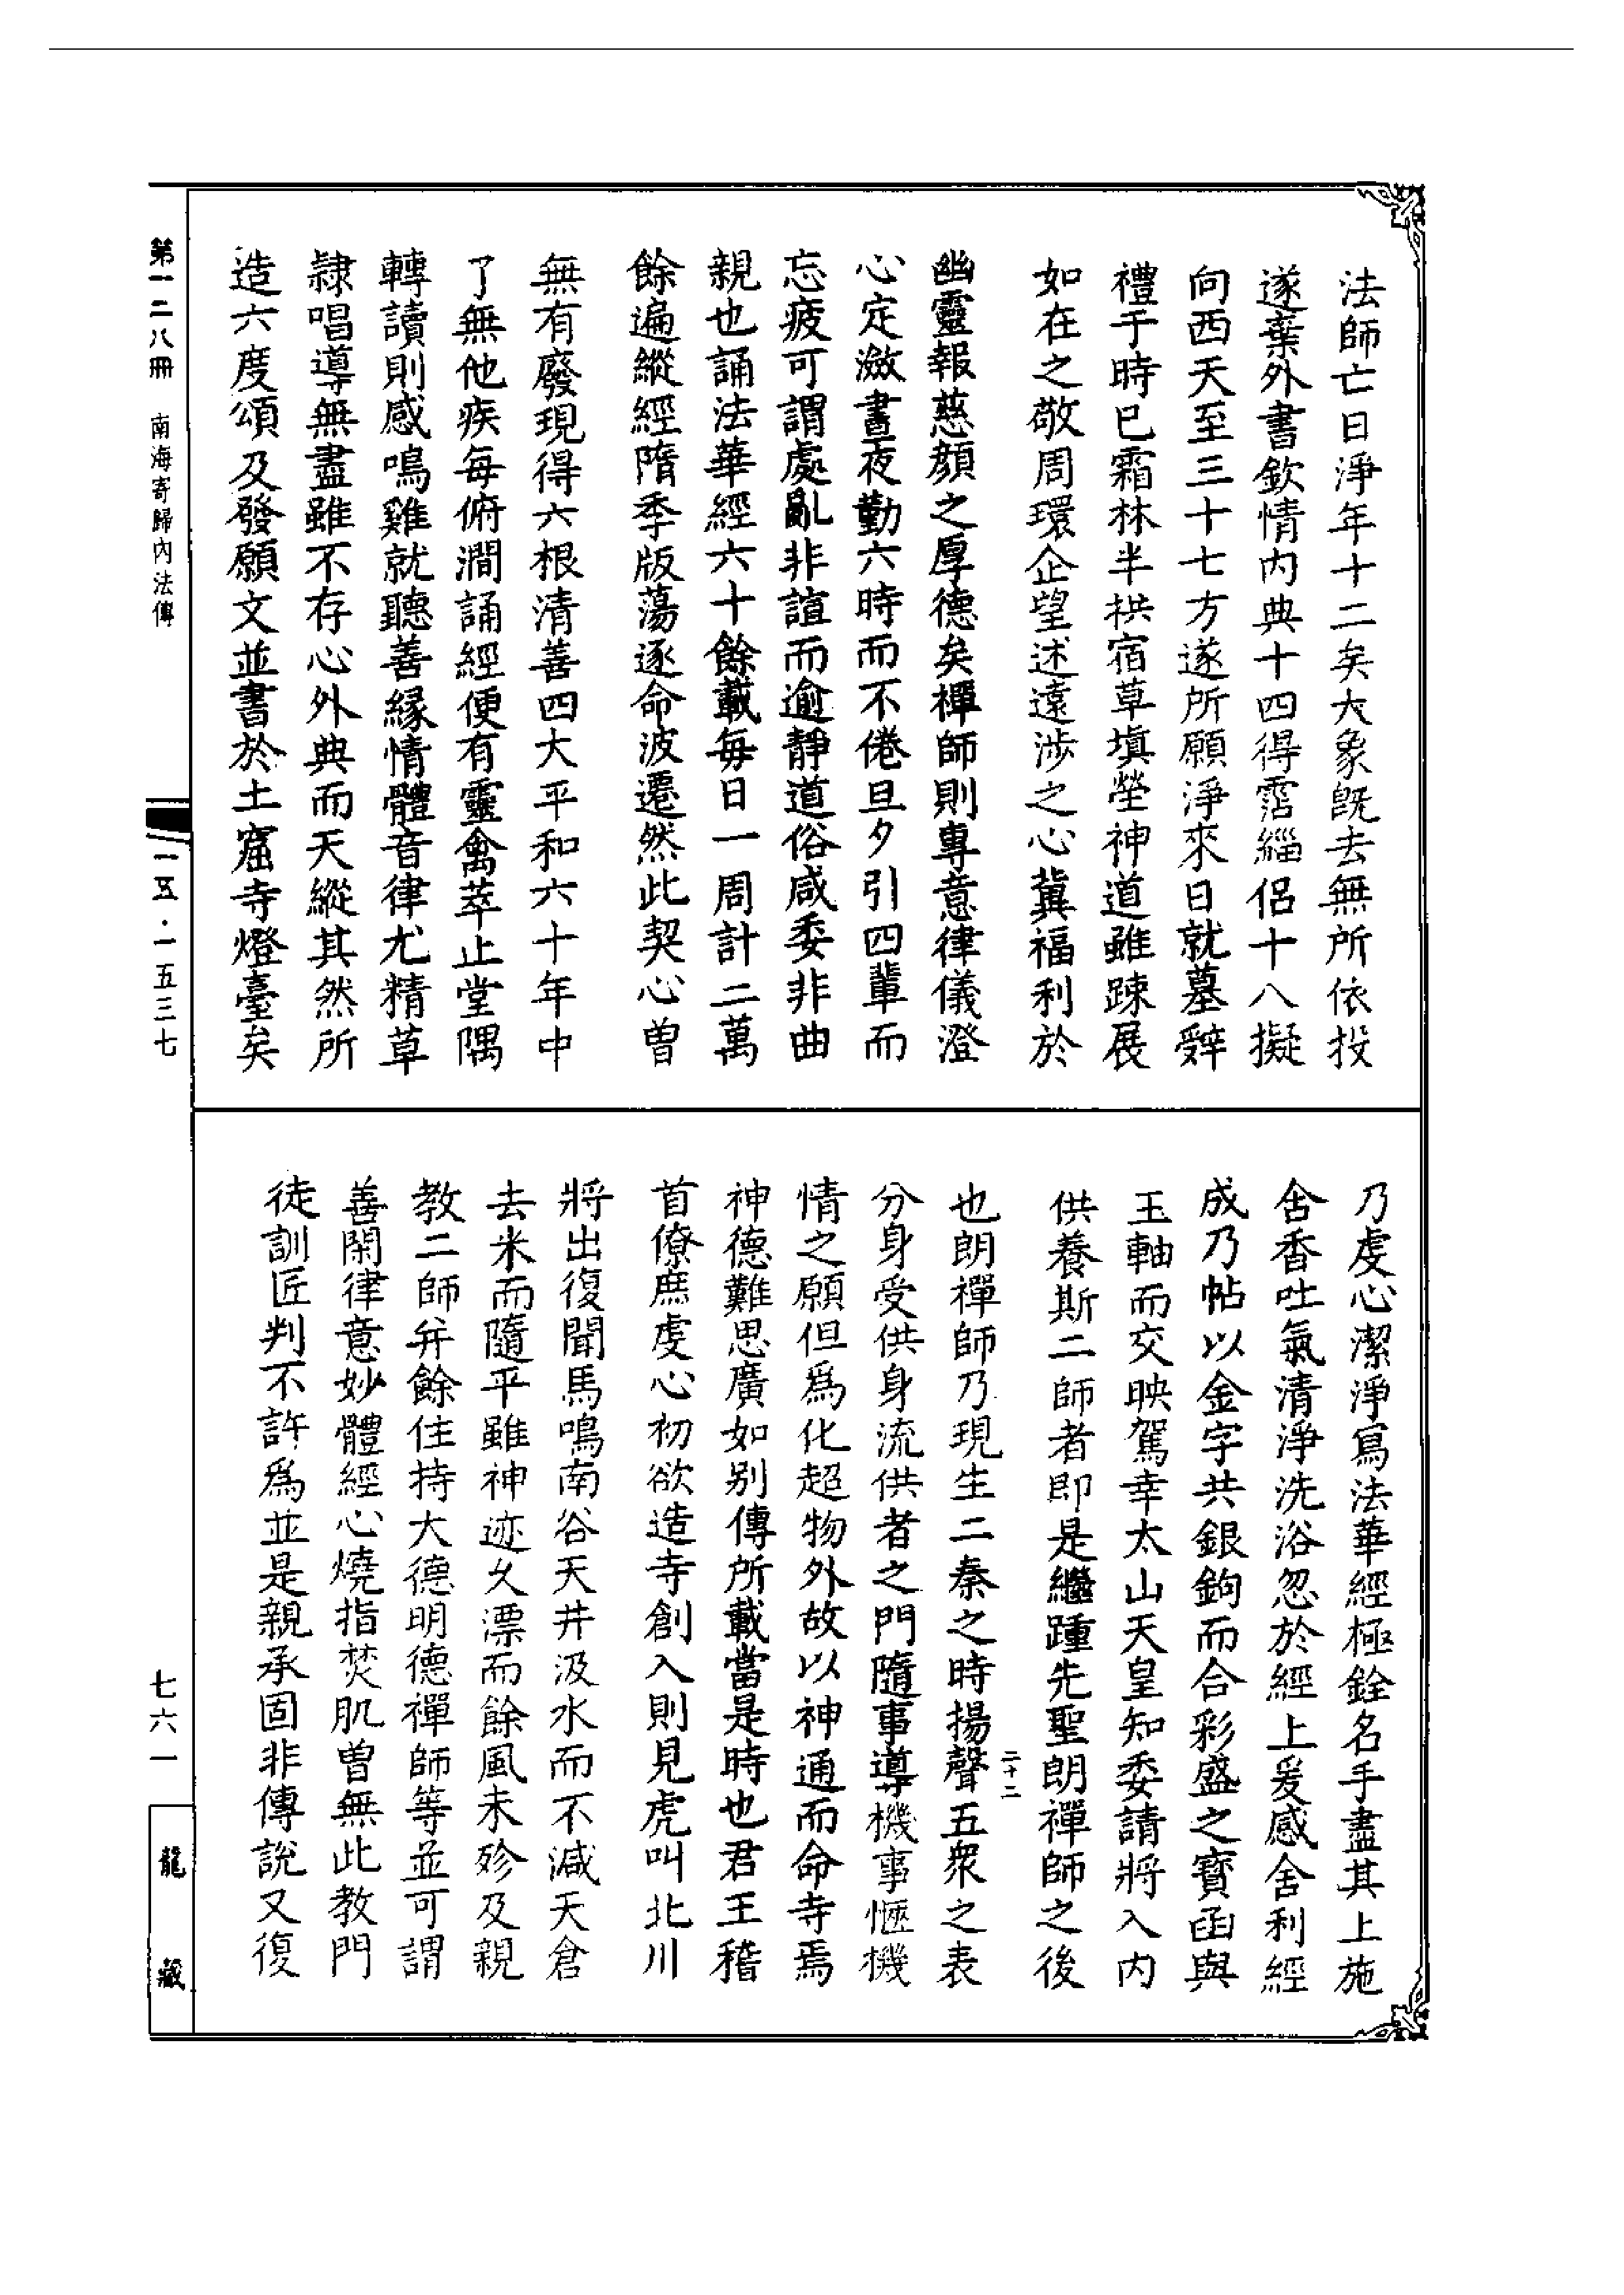 法師亡日淨年十二矣大象旣去無所依投
遂棄外書欽情內典十四得霑緇侶十八擬
向西天至三十七方遂所願淨來日就墓辭
禮于時已霜林半拱宿草填塋神道雖踈展
如在之敬周環企望述遠涉之心冀福利於
幽靈報慈顏之厚德矣禪師則專意律儀澄
心定瀲晝夜勤六時而不倦旦夕引四輩而
忘疲可謂處亂非諠而逾靜道俗咸委非曲
親也誦法華經六十餘載每日一周計二萬
餘遍縱經隋季版蕩逐命波遷然此契心曾
無有廢現得六根清善四大平和六十年中
了無他疾每俯澗誦經便有靈禽萃止堂隅
轉讀則感鳴雞就聽善緣情體音律尤精草
隸唱導無盡雖不存心外典而天縱其然所
造六度頌及發願文並書於土窟寺燈臺矣
乃虔心潔淨寫法華經極銓名手盡其上施
含香吐氣清淨洗浴忽於經上爰感舍利經
成乃帖以金字共銀鉤而合彩盛之寶函與
玉軸而交映駕幸太山天皇知委請將入內
供養斯二師者即是繼踵先聖朗禪師之後
也朗禪師乃現生二秦之時揚聲五衆之表
二十二
分身受供身流供者之門隨事導機事愜機
情之願但爲化超物外故以神通而命寺焉
神德難思廣如别傳所載當是時也君王稽
首僚庶虔心初欲造寺創入則見虎叫北川
將出復聞馬鳴南谷天井汲水而不減天倉
去米而隨平雖神迹久漂而餘風未殄及親
教二師并餘住持大德明德禪師等並可謂
善閑律意妙體經心燒指焚肌曾無此教門
徒訓匠判不許爲並是親承固非傳說又復
第一二八冊 南海寄歸內法傳
一五·一五三七
七六一
龍藏